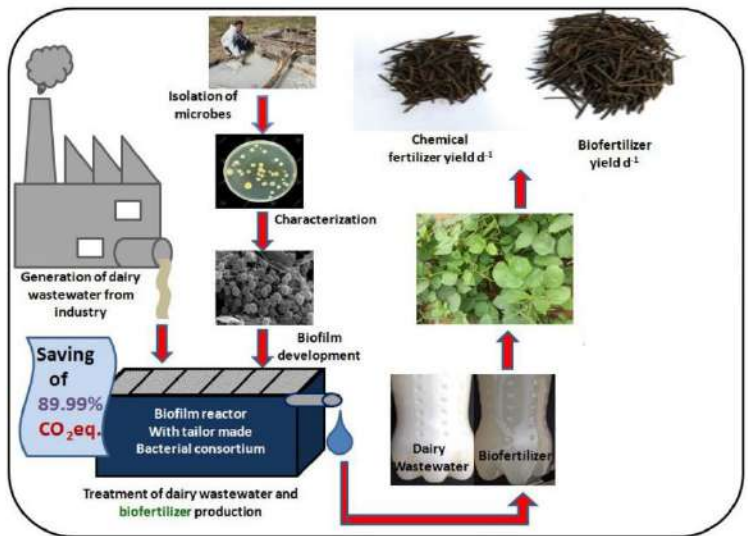 Isolation of
microbes
Characterization
Generation of dairy
wastewater from
industry
Biofilm
development
Saving
of
89.99%
CO₂eq.
Biofilm reactor
With tailor made
Bacterial consortium
Treatment of dairy wastewater and
biofertilizer production
Dairy
Wastewater
Biofertilizer
Chemical
fertilizer yield d⁻¹
Biofertilizer
yield d⁻¹